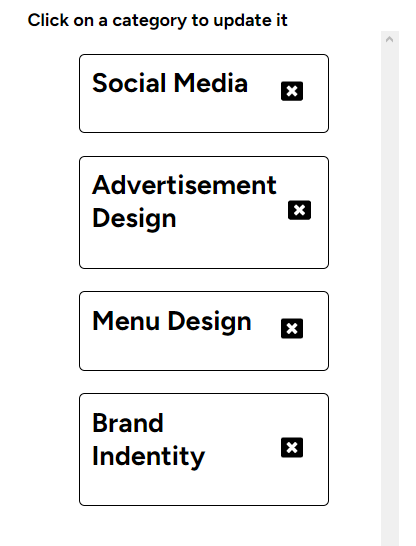 Click on a category to update it
Social Media
Advertisement
Design
Menu Design
Brand
Indentity